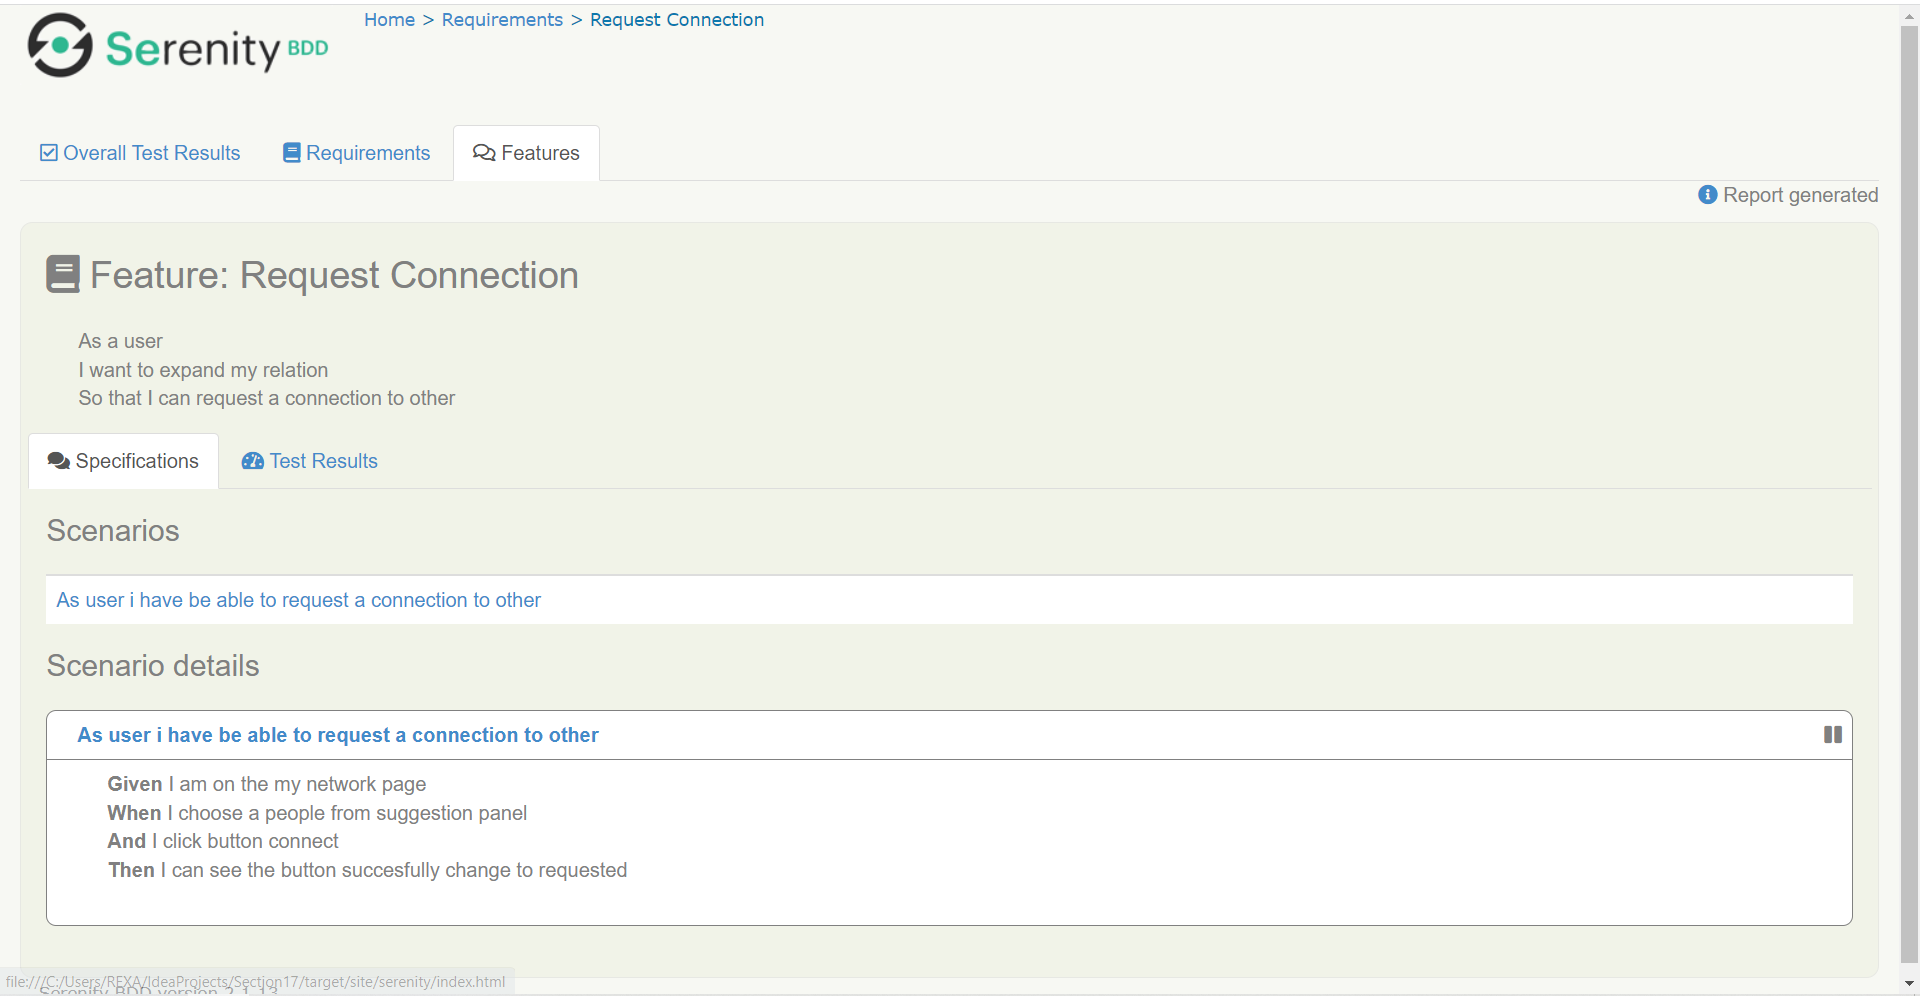 Serenity BDD
Home > Requirements > Request Connection
Overall Test Results
Requirements
Features
Report generated
Feature: Request Connection
As a user
I want to expand my relation
So that I can request a connection to other
Specifications
Test Results
Scenarios
As user i have be able to request a connection to other
Scenario details
As user i have be able to request a connection to other
Given I am on the my network page
When I choose a people from suggestion panel
And I click button connect
Then I can see the button succesfully change to requested
file:///C:/Users/REXA/IdeaProjects/Section17/target/site/serenity/index.html
Serenity BDD version 2.1.13